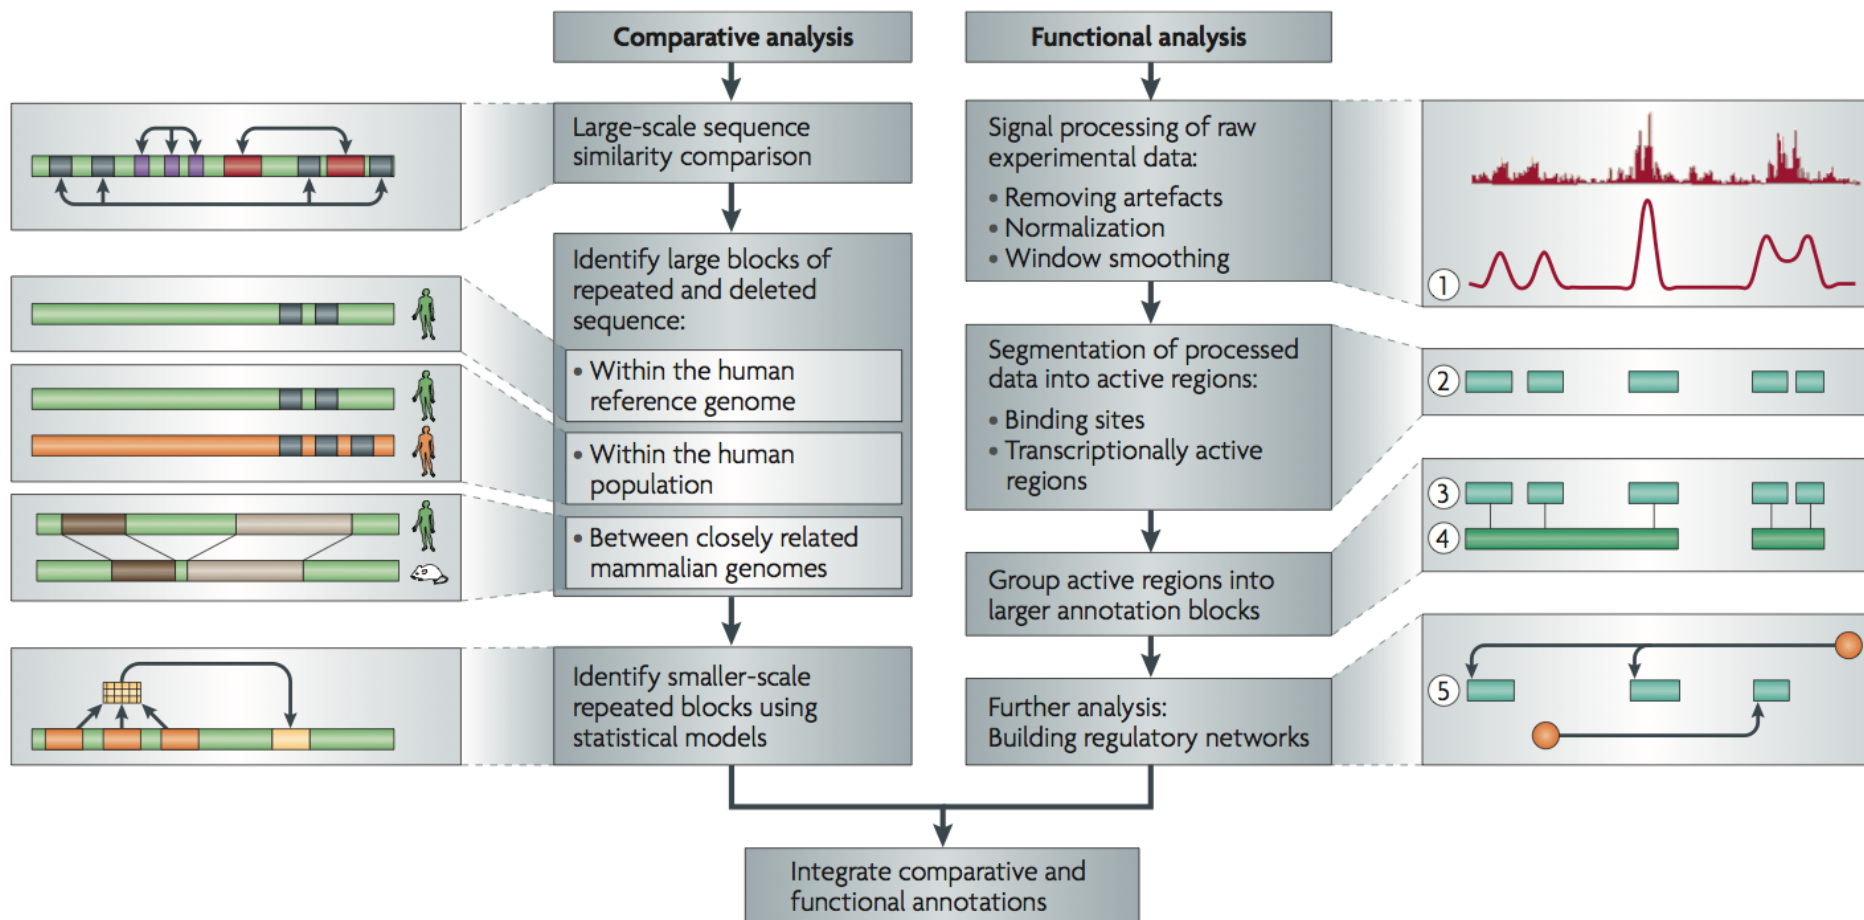 Comparative analysis
Large-scale sequence
similarity comparison
Identify large blocks of
repeated and deleted
sequence:
• Within the human
reference genome
• Within the human
population
• Between closely related
mammalian genomes
Identify smaller-scale
repeated blocks using
statistical models
Functional analysis
Signal processing of raw
experimental data:
• Removing artefacts
• Normalization
• Window smoothing
1
Segmentation of processed
data into active regions:
• Binding sites
• Transcriptionally active
regions
2
Group active regions into
larger annotation blocks
3
4
Further analysis:
Building regulatory networks
5
Integrate comparative and
functional annotations